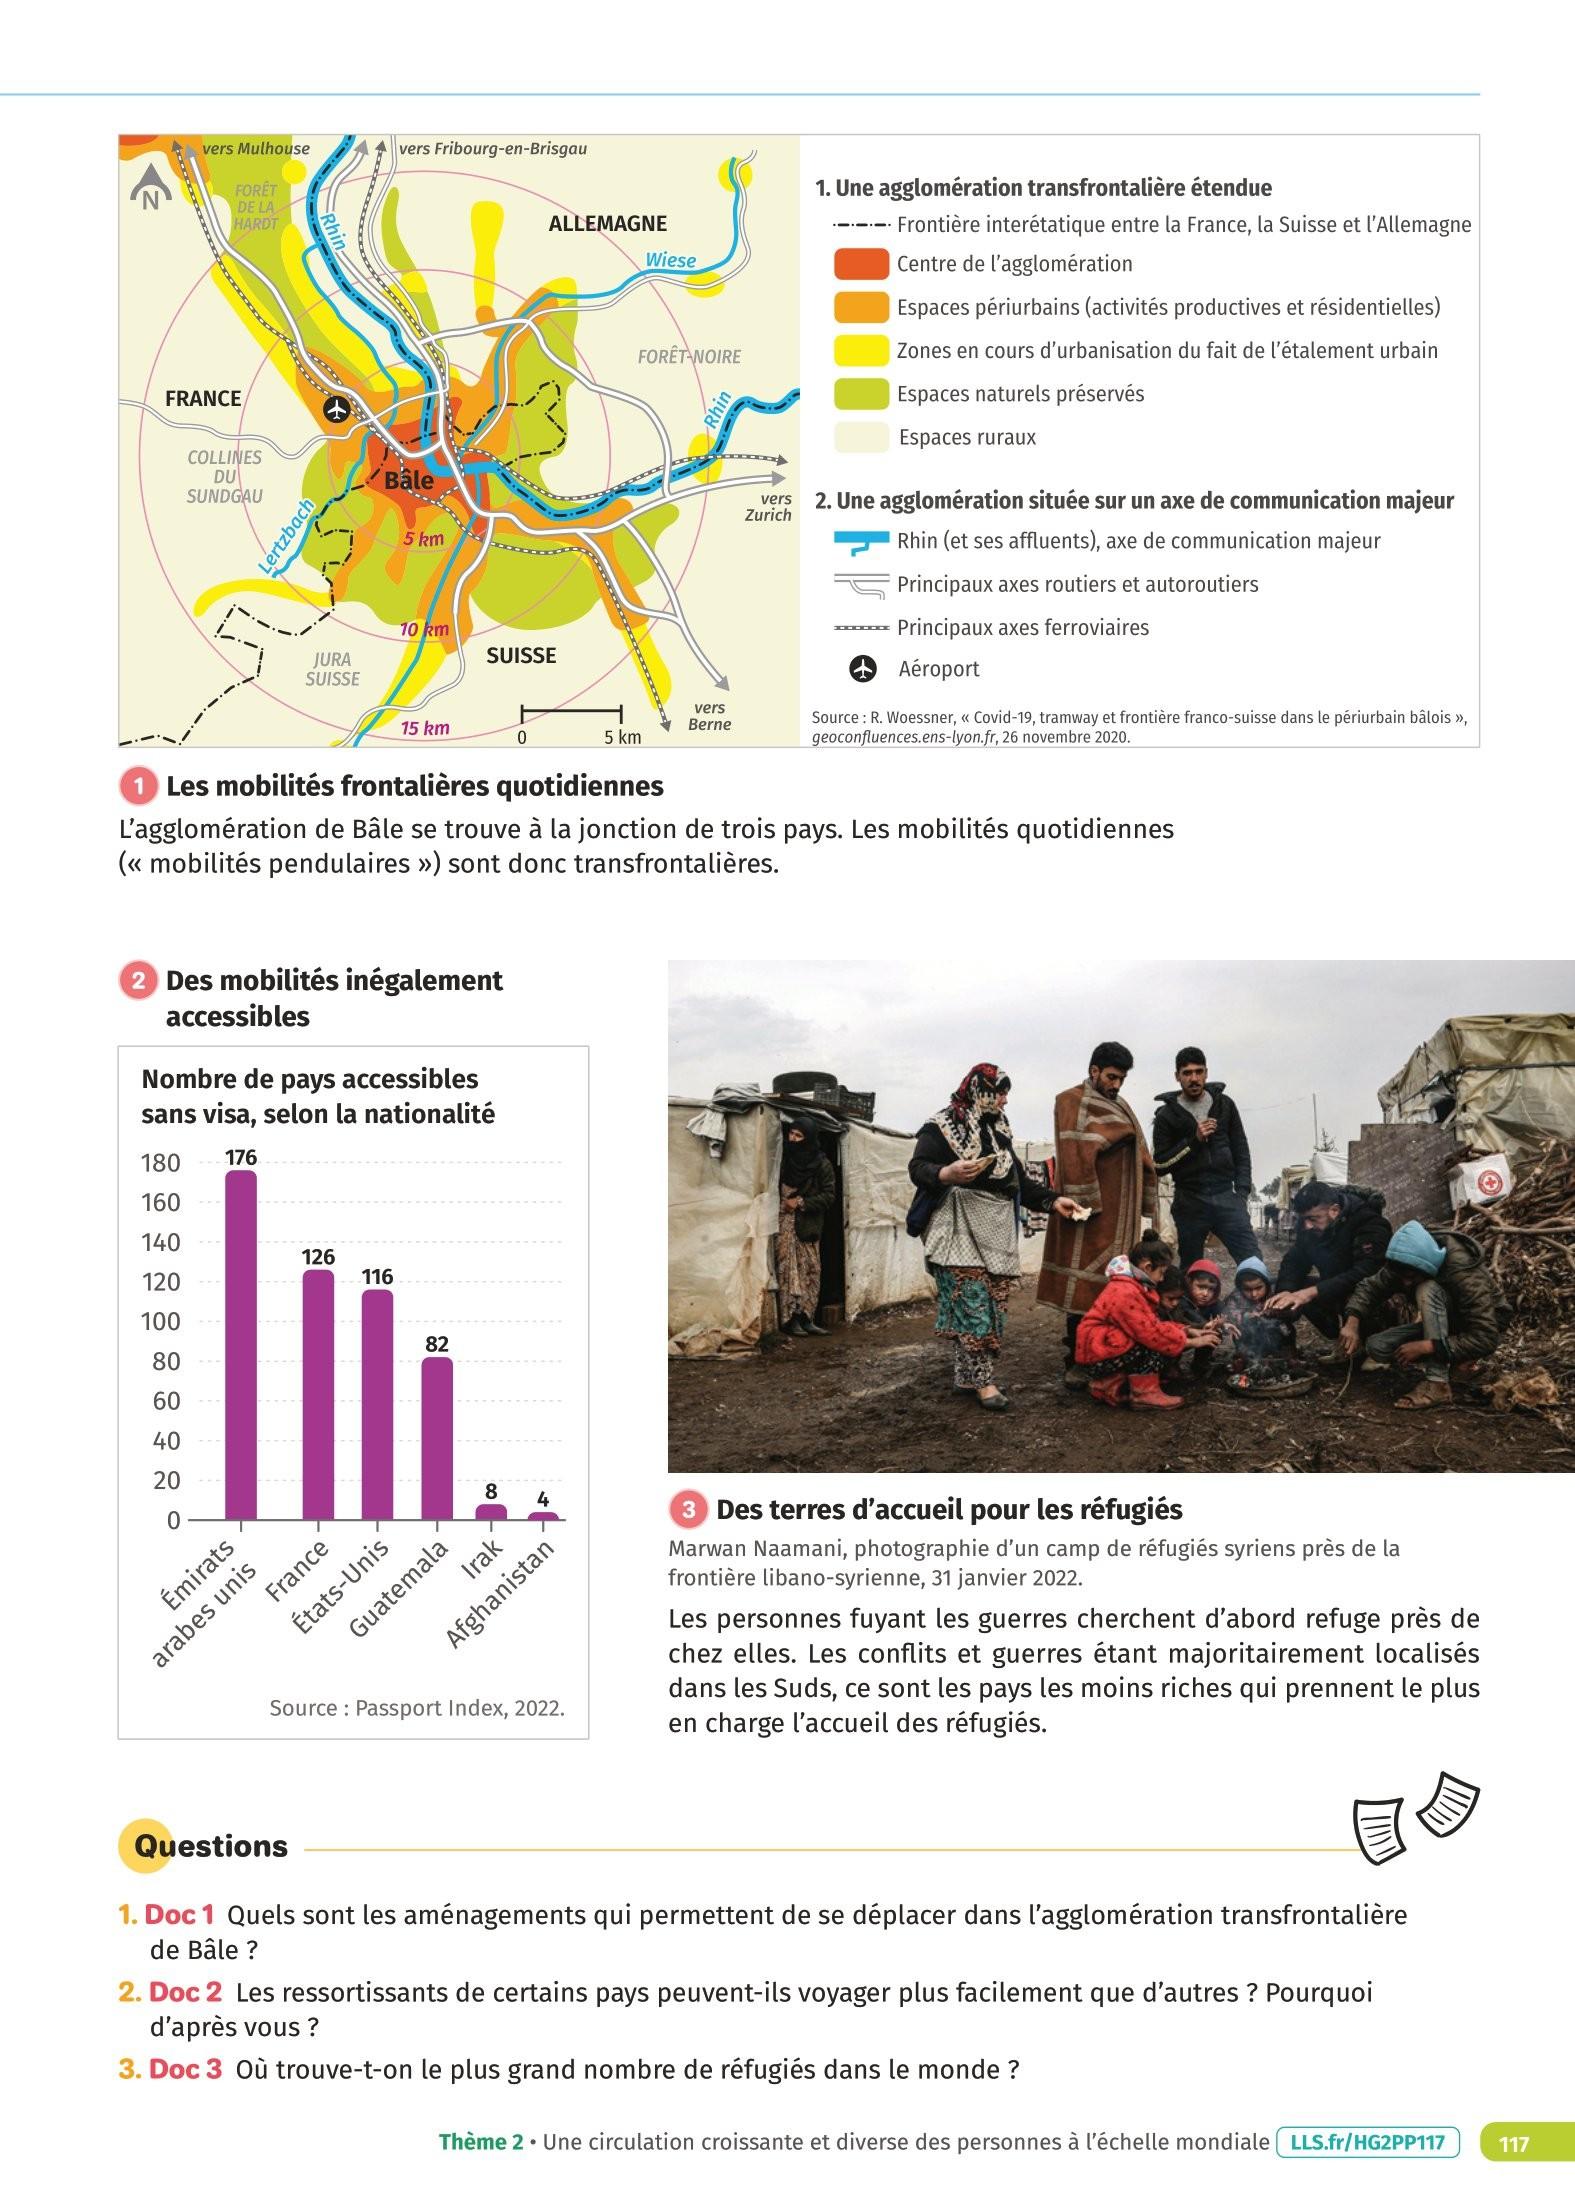 vers Mulhouse
vers Fribourg-en-Brisgau
N
FORÊT
DE LA
HARDT
Rhin
ALLEMAGNE
Wiese
FORÊT-NOIRE
FRANCE
Rhin
COLLINES
DU
SUNDGAU
Bâle
vers
Zurich
Lertzbach
5 km
10 km
JURA
SUISSE
SUISSE
15 km
0
5 km
vers
Berne
1. Une agglomération transfrontalière étendue
Frontière interétatique entre la France, la Suisse et l'Allemagne
Centre de l'agglomération
Espaces périurbains (activités productives et résidentielles)
Zones en cours d'urbanisation du fait de l'étalement urbain
Espaces naturels préservés
Espaces ruraux
2. Une agglomération située sur un axe de communication majeur
Rhin (et ses affluents), axe de communication majeur
Principaux axes routiers et autoroutiers
Principaux axes ferroviaires
Aéroport
Source : R. Woessner, « Covid-19, tramway et frontière franco-suisse dans le périurbain bâlois »,
geoconfluences.ens-lyon.fr, 26 novembre 2020.
1 Les mobilités frontalières quotidiennes
L'agglomération de Bâle se trouve à la jonction de trois pays. Les mobilités quotidiennes
(« mobilités pendulaires ») sont donc transfrontalières.
2 Des mobilités inégalement
accessibles
Nombre de pays accessibles
sans visa, selon la nationalité
180
160
140
120
100
80
60
40
20
0
176
126
116
82
8
4
Émirats
arabes unis
France
États-Unis
Guatemala
Irak
Afghanistan
Source : Passport Index, 2022.
3 Des terres d'accueil pour les réfugiés
Marwan Naamani, photographie d'un camp de réfugiés syriens près de la
frontière libano-syrienne, 31 janvier 2022.
Les personnes fuyant les guerres cherchent d'abord refuge près de
chez elles. Les conflits et guerres étant majoritairement localisés
dans les Suds, ce sont les pays les moins riches qui prennent le plus
en charge l'accueil des réfugiés.
Questions
1. Doc 1 Quels sont les aménagements qui permettent de se déplacer dans l'agglomération transfrontalière
de Bâle ?
2. Doc 2 Les ressortissants de certains pays peuvent-ils voyager plus facilement que d'autres ? Pourquoi
d'après vous ?
3. Doc 3 Où trouve-t-on le plus grand nombre de réfugiés dans le monde ?
Thème 2 • Une circulation croissante et diverse des personnes à l'échelle mondiale LLS.fr/HG2PP117 117